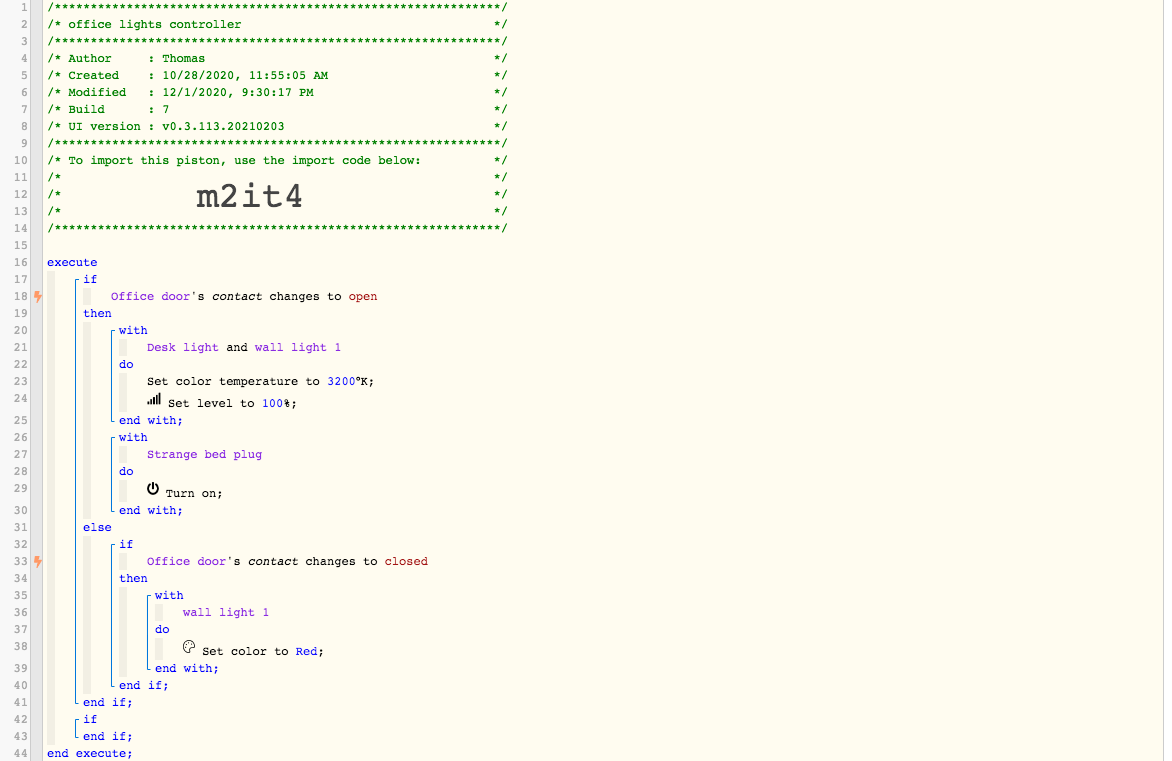 1 /**************************************************************/
2 /* office lights controller */
3 /**************************************************************/
4 /* Author : Thomas */
5 /* Created : 10/28/2020, 11:55:05 AM */
6 /* Modified : 12/1/2020, 9:30:17 PM */
7 /* Build : 7 */
8 /* UI version : v0.3.113.20210203 */
9 /**************************************************************/
10 /* To import this piston, use the import code below: */
11 /* */
12 /* m2it4 */
13 /* */
14 /**************************************************************/
15
16 execute
17 if
18 Office door's contact changes to open
19 then
20 with
21 Desk light and wall light 1
22 do
23 Set color temperature to 3200°K;
24 Set level to 100%;
25 end with;
26 with
27 Strange bed plug
28 do
29 Turn on;
30 end with;
31 else
32 if
33 Office door's contact changes to closed
34 then
35 with
36 wall light 1
37 do
38 Set color to Red;
39 end with;
40 end if;
41 end if;
42 if
43 end if;
44 end execute;